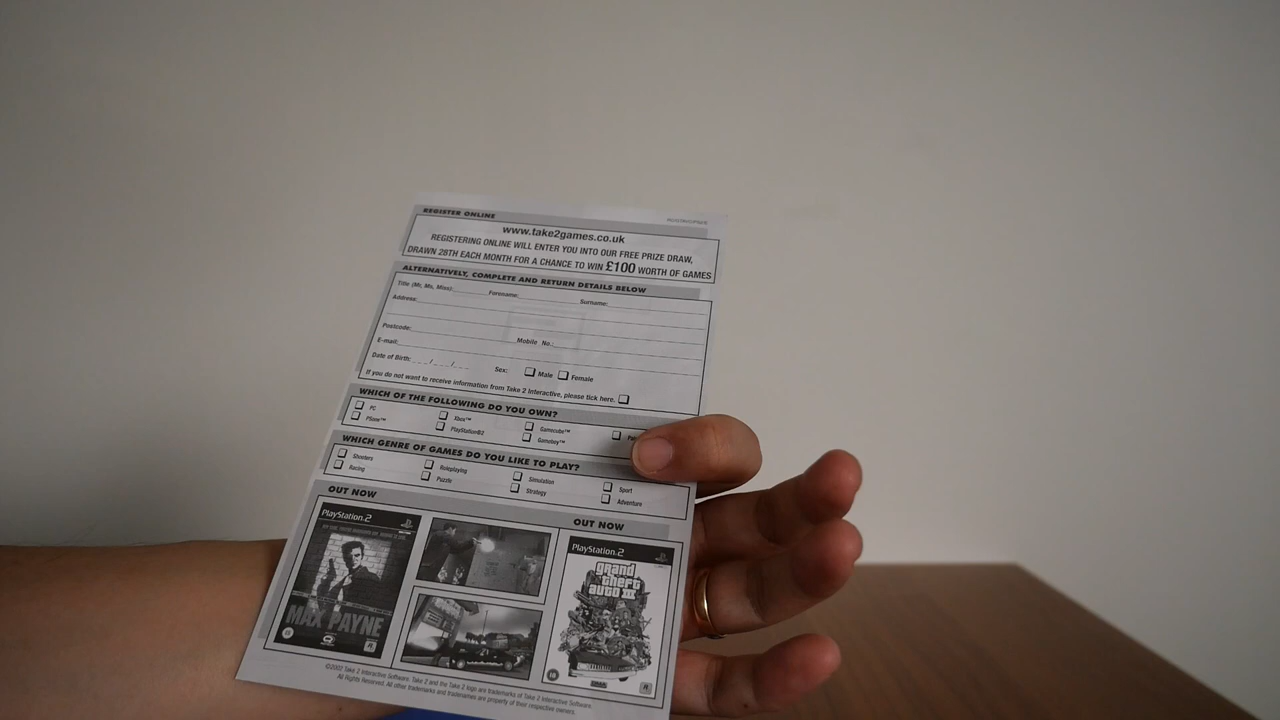 REGISTER ONLINE
www.take2games.co.uk
REGISTERING ONLINE WILL ENTER YOU INTO OUR FREE PRIZE DRAW,
DRAWN 28TH EACH MONTH FOR A CHANCE TO WIN £100 WORTH OF GAMES
ALTERNATIVELY, COMPLETE AND RETURN DETAILS BELOW
Title (Mr, Ms, Miss): Forename: Surname:
Address:
Postcode:
Mobile No.:
E-mail:
Date of Birth: / / Sex: Male Female
If you do not want to receive information from Take 2 Interactive, please tick here.
WHICH OF THE FOLLOWING DO YOU OWN?
PC Xbox™ Gamecube™
PSone™ PlayStation®2 Gameboy™
WHICH GENRE OF GAMES DO YOU LIKE TO PLAY?
Shooters Roleplaying Simulation Sport
Racing Puzzle Strategy Adventure
OUT NOW
OUT NOW
PlayStation 2
MAX PAYNE
PlayStation 2
grand
theft
auto III
18
©2002 Take 2 Interactive Software. Take 2 and the Take 2 logo are trademarks of Take 2 Interactive Software.
All Rights Reserved. All other trademarks and tradenames are property of their respective owners.